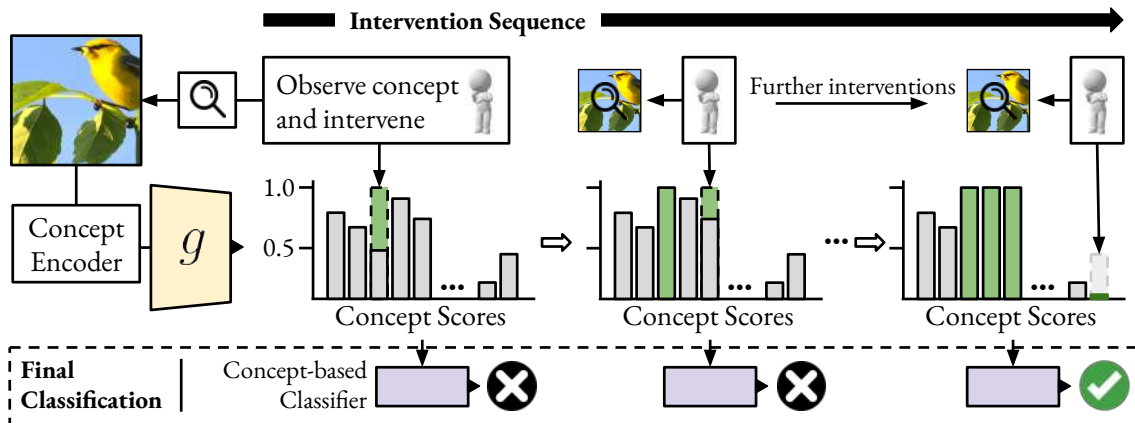 Intervention Sequence
Observe concept
and intervene
Further interventions
Concept
Encoder
g
1.0
0.5
...
...
...
...
Concept Scores
Concept Scores
Concept Scores
Final
Classification
Concept-based
Classifier